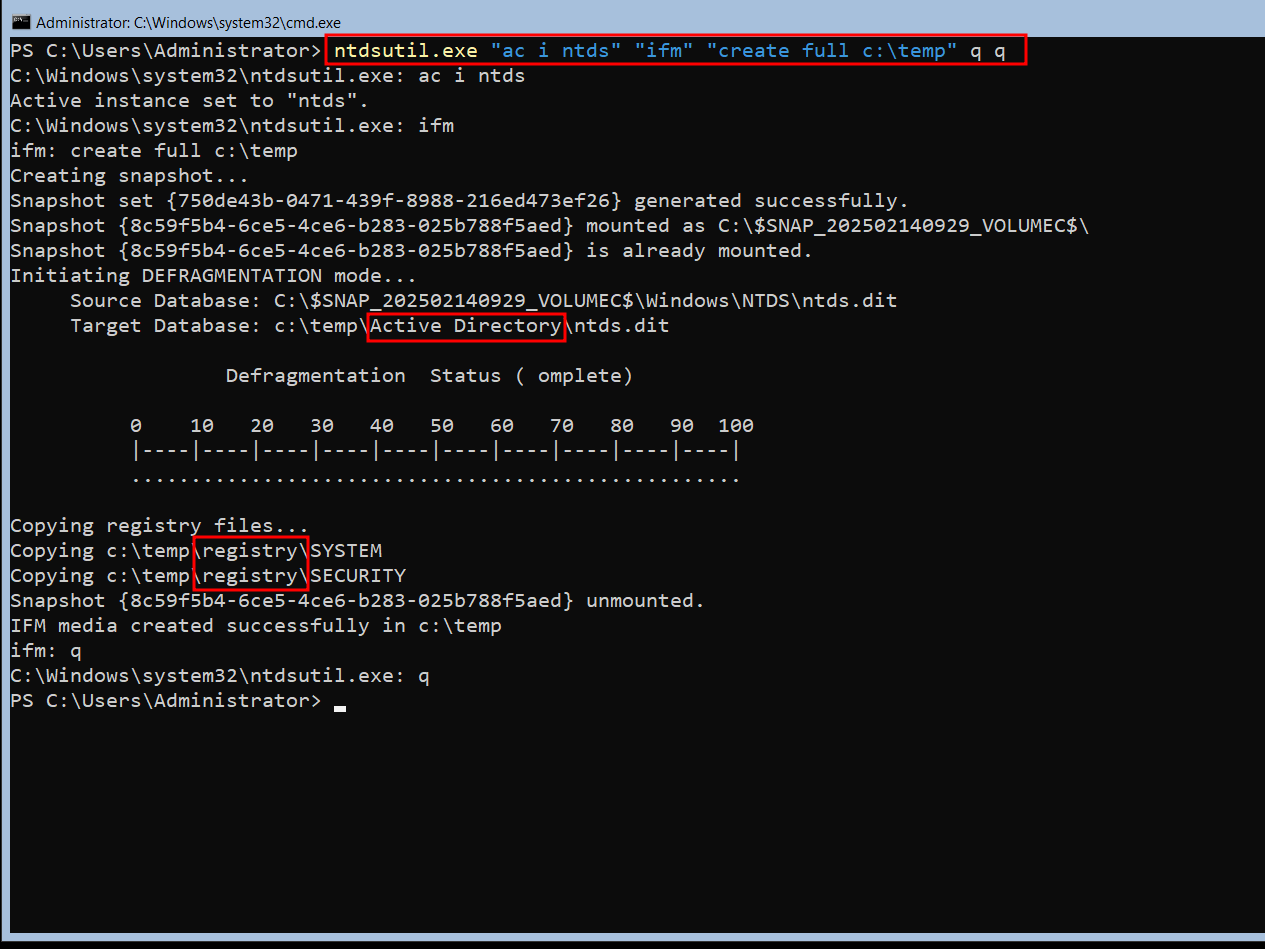 Administrator: C:\Windows\system32\cmd.exe
PS C:\Users\Administrator> ntdsutil.exe "ac i ntds" "ifm" "create full c:\temp" q q
C:\Windows\system32\ntdsutil.exe: ac i ntds
Active instance set to "ntds".
C:\Windows\system32\ntdsutil.exe: ifm
ifm: create full c:\temp
Creating snapshot...
Snapshot set {750de43b-0471-439f-8988-216ed473ef26} generated successfully.
Snapshot {8c59f5b4-6ce5-4ce6-b283-025b788f5aed} mounted as C:\$SNAP_202502140929_VOLUMEC$\
Snapshot {8c59f5b4-6ce5-4ce6-b283-025b788f5aed} is already mounted.
Initiating DEFRAGMENTATION mode...
     Source Database: C:\$SNAP_202502140929_VOLUMEC$\Windows\NTDS\ntds.dit
     Target Database: c:\temp\Active Directory\ntds.dit
                  Defragmentation  Status ( omplete)
          0    10   20   30   40   50   60   70   80   90  100
          |----|----|----|----|----|----|----|----|----|----|
          ...................................................
Copying registry files...
Copying c:\temp\registry\SYSTEM
Copying c:\temp\registry\SECURITY
Snapshot {8c59f5b4-6ce5-4ce6-b283-025b788f5aed} unmounted.
IFM media created successfully in c:\temp
ifm: q
C:\Windows\system32\ntdsutil.exe: q
PS C:\Users\Administrator>